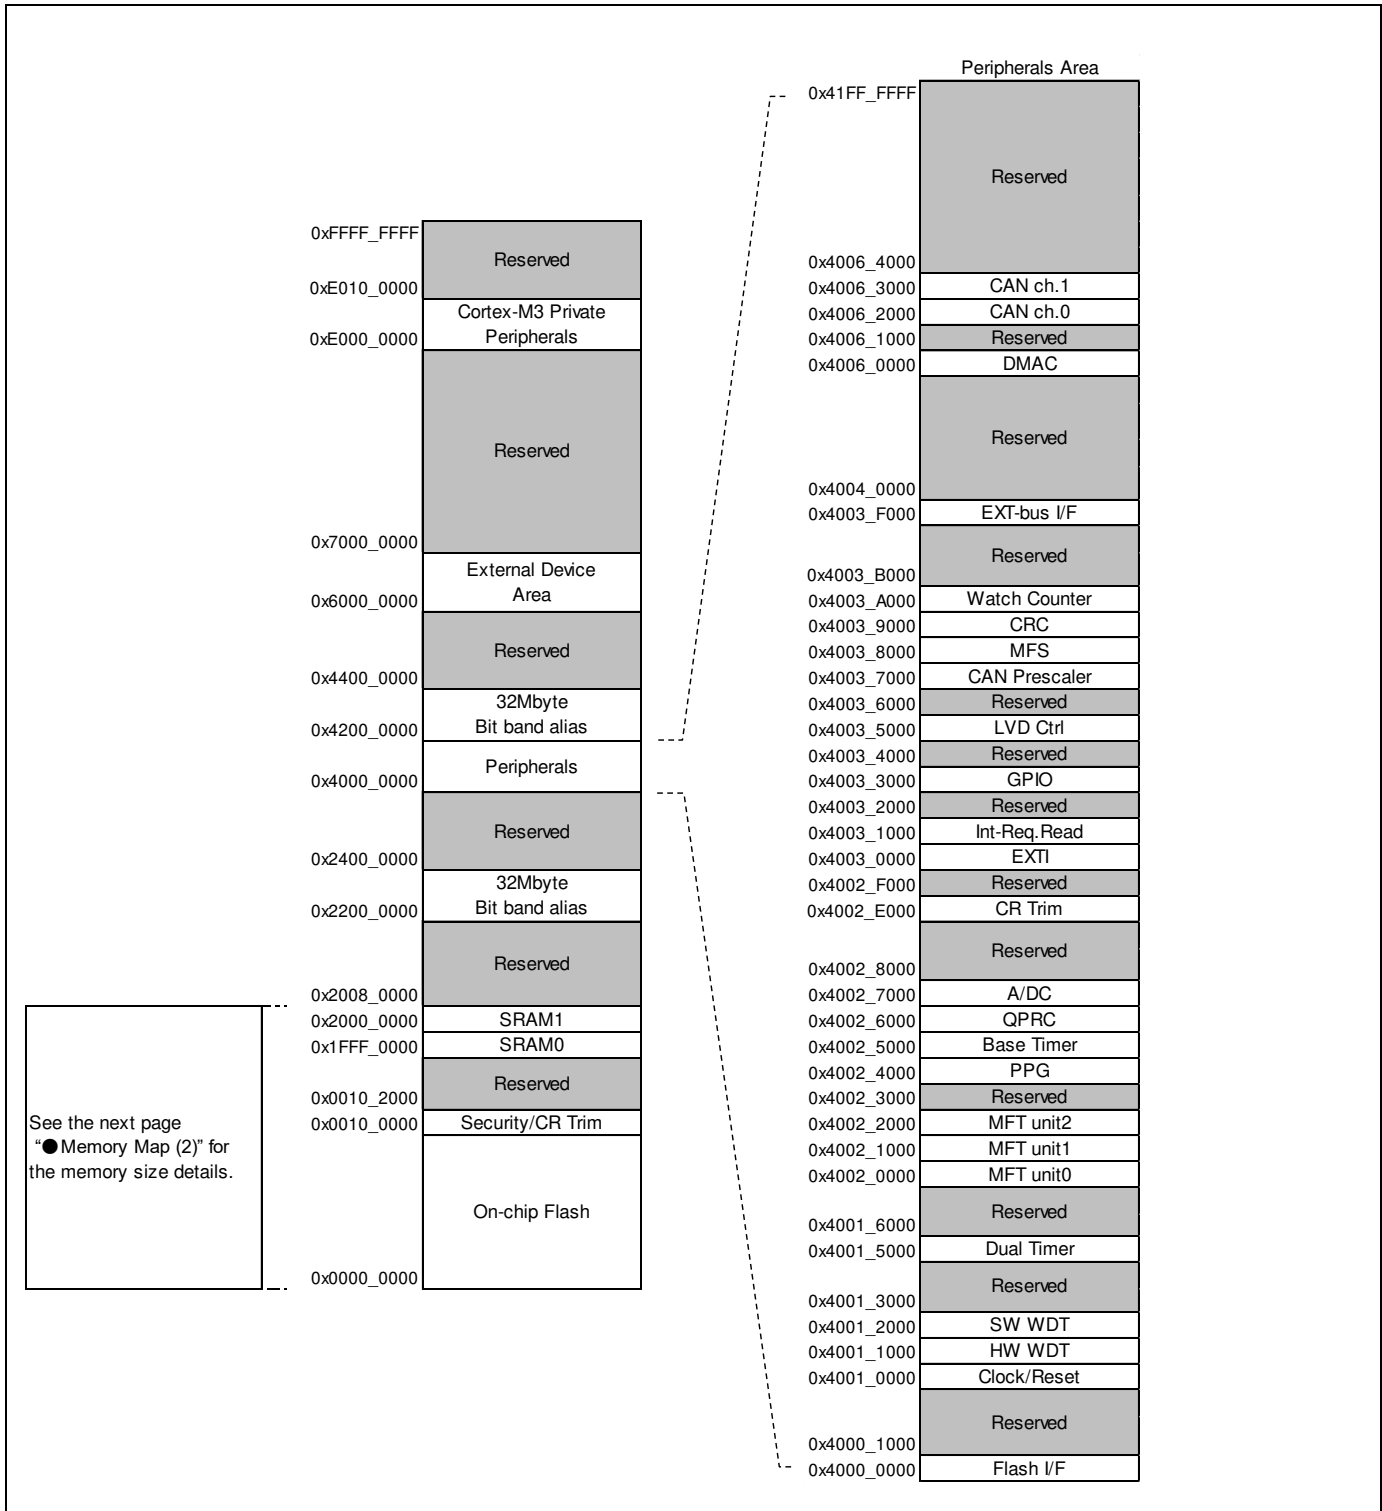 Peripherals Area
0x41FF_FFFF
Reserved
0x4006_4000
0x4006_3000 CAN ch.1
0x4006_2000 CAN ch.0
0x4006_1000 Reserved
0x4006_0000 DMAC
Reserved
0x4004_0000
0x4003_F000 EXT-bus I/F
Reserved
0x4003_B000
0x4003_A000 Watch Counter
0x4003_9000 CRC
0x4003_8000 MFS
0x4003_7000 CAN Prescaler
0x4003_6000 Reserved
0x4003_5000 LVD Ctrl
0x4003_4000 Reserved
0x4003_3000 GPIO
0x4003_2000 Reserved
0x4003_1000 Int-Req.Read
0x4003_0000 EXTI
0x4002_F000 Reserved
0x4002_E000 CR Trim
Reserved
0x4002_8000
0x4002_7000 A/DC
0x4002_6000 QPRC
0x4002_5000 Base Timer
0x4002_4000 PPG
0x4002_3000 Reserved
0x4002_2000 MFT unit2
0x4002_1000 MFT unit1
0x4002_0000 MFT unit0
Reserved
0x4001_6000
0x4001_5000 Dual Timer
Reserved
0x4001_3000
0x4001_2000 SW WDT
0x4001_1000 HW WDT
0x4001_0000 Clock/Reset
Reserved
0x4000_1000
0x4000_0000 Flash I/F
0xFFFF_FFFF
Reserved
0xE010_0000
Cortex-M3 Private
0xE000_0000 Peripherals
Reserved
0x7000_0000
External Device
0x6000_0000 Area
Reserved
0x4400_0000
32Mbyte
0x4200_0000 Bit band alias
Peripherals
0x4000_0000
Reserved
0x2400_0000
32Mbyte
0x2200_0000 Bit band alias
Reserved
0x2008_0000
0x2000_0000 SRAM1
0x1FFF_0000 SRAM0
Reserved
0x0010_2000
0x0010_0000 Security/CR Trim
On-chip Flash
0x0000_0000
See the next page
“●Memory Map (2)” for
the memory size details.